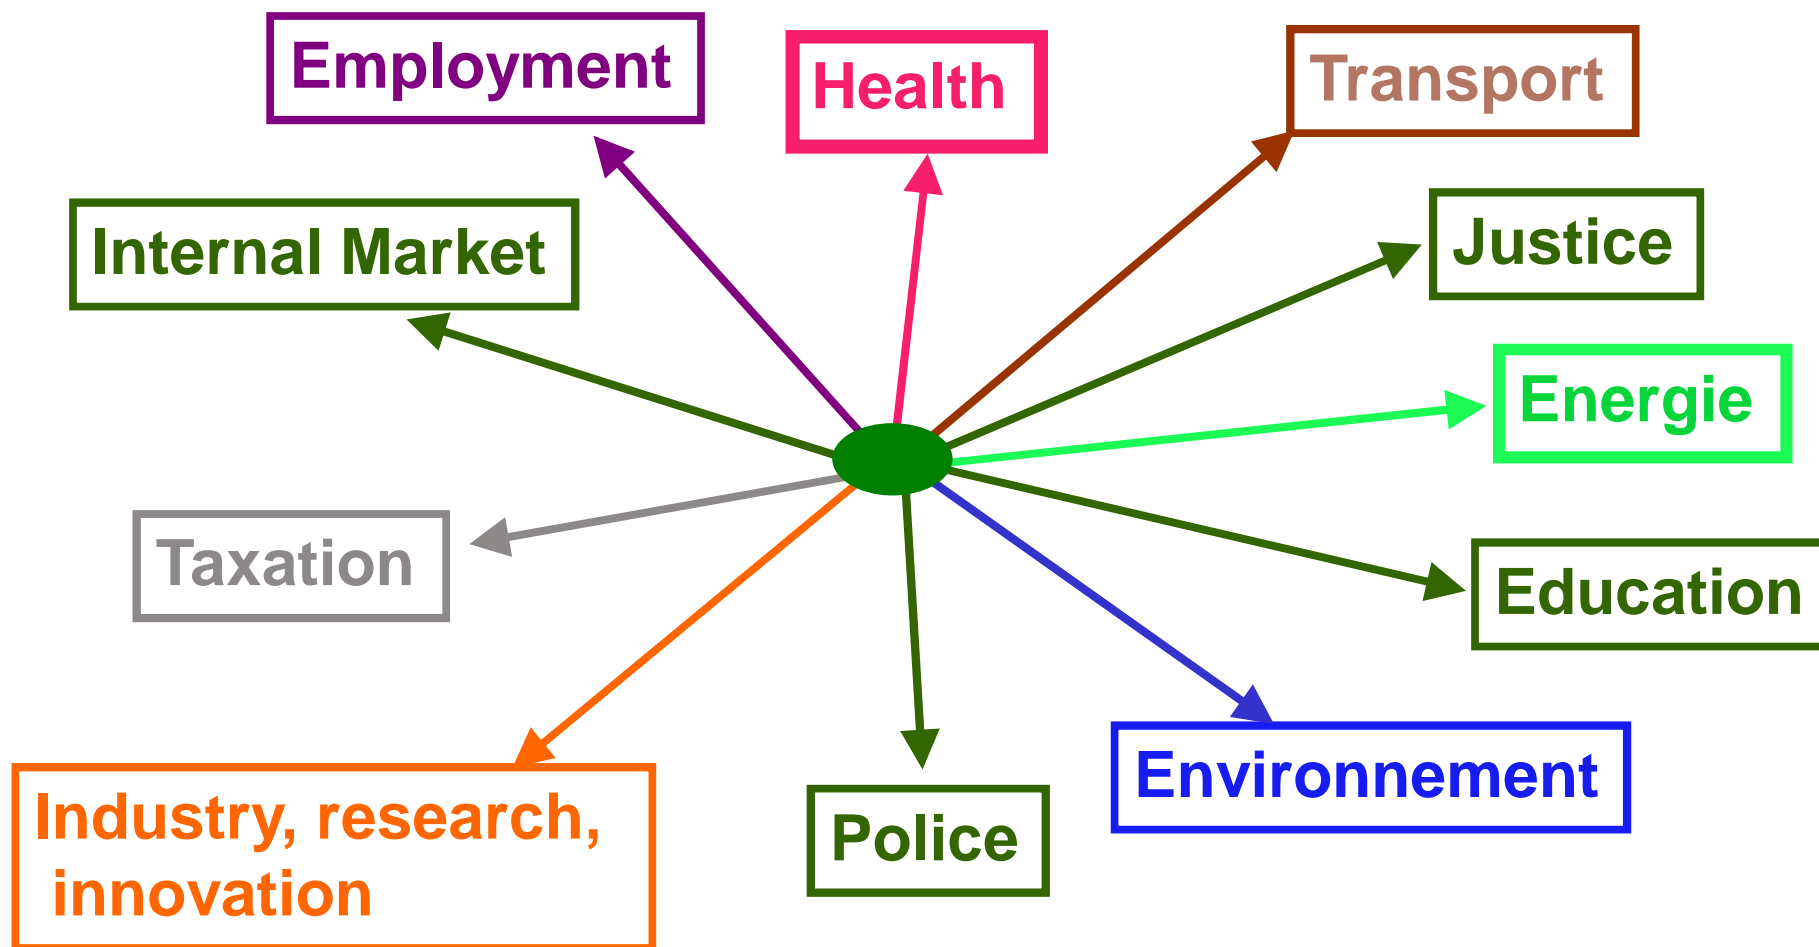 Employment
Health
Transport
Internal Market
Justice
Energie
Taxation
Education
Environnement
Industry, research,
innovation
Police